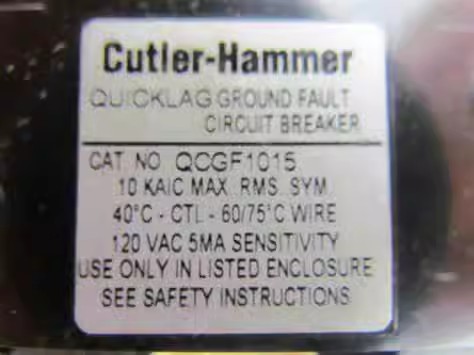 Cutler-Hammer
QUICKLAG GROUND FAULT
CIRCUIT BREAKER
CAT NO QCGF1015
10 KAIC MAX. RMS. SYM
40°C - CTL - 60/75°C WIRE
120 VAC 5MA SENSITIVITY
USE ONLY IN LISTED ENCLOSURE
SEE SAFETY INSTRUCTIONS